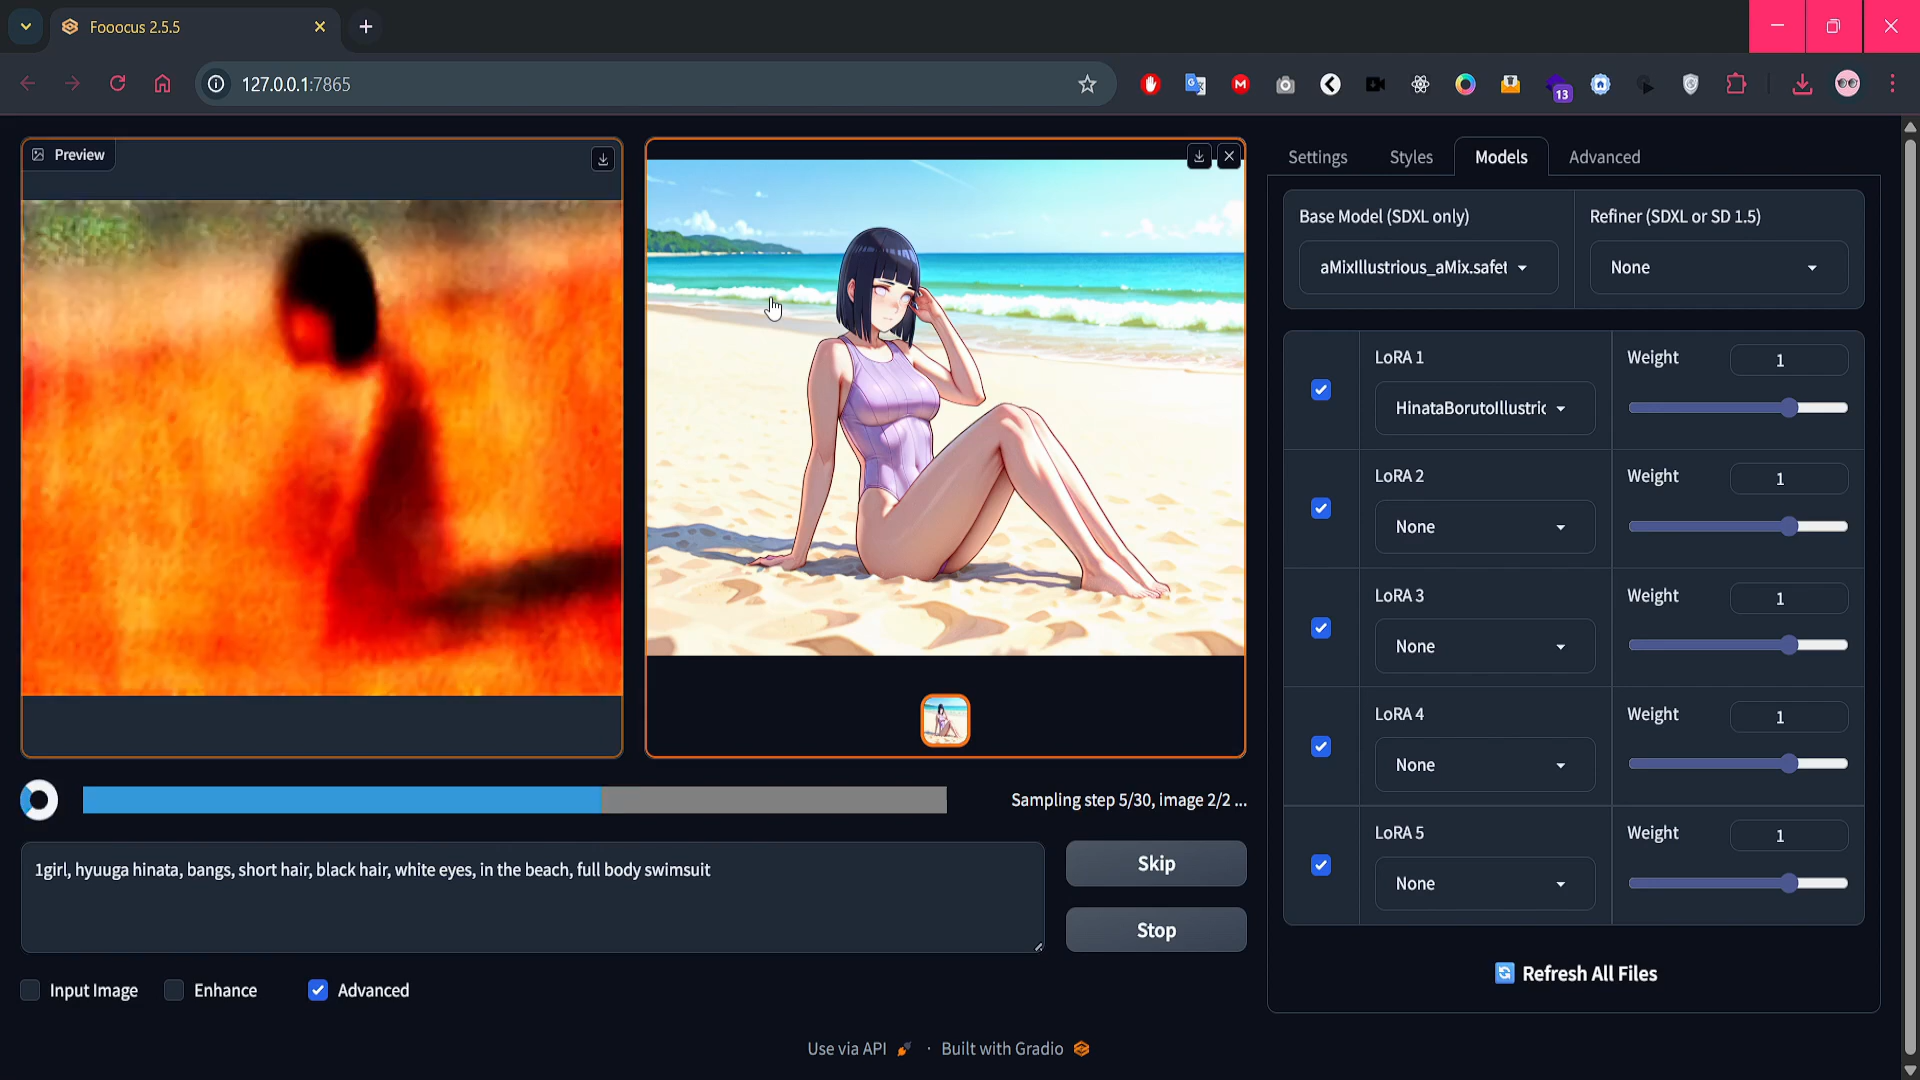 Fooocus 2.5.5
127.0.0.1:7865
13
Preview
Settings
Styles
Models
Advanced
Base Model (SDXL only)
Refiner (SDXL or SD 1.5)
aMixIllustrious_aMix.safet
None
LoRA 1
Weight
1
HinataBorutoIllustric
LoRA 2
Weight
1
None
LoRA 3
Weight
1
None
LoRA 4
Weight
1
None
LoRA 5
Weight
1
None
Refresh All Files
Sampling step 5/30, image 2/2 ...
1girl, hyuuga hinata, bangs, short hair, black hair, white eyes, in the beach, full body swimsuit
Skip
Stop
Input Image
Enhance
Advanced
Use via API · Built with Gradio